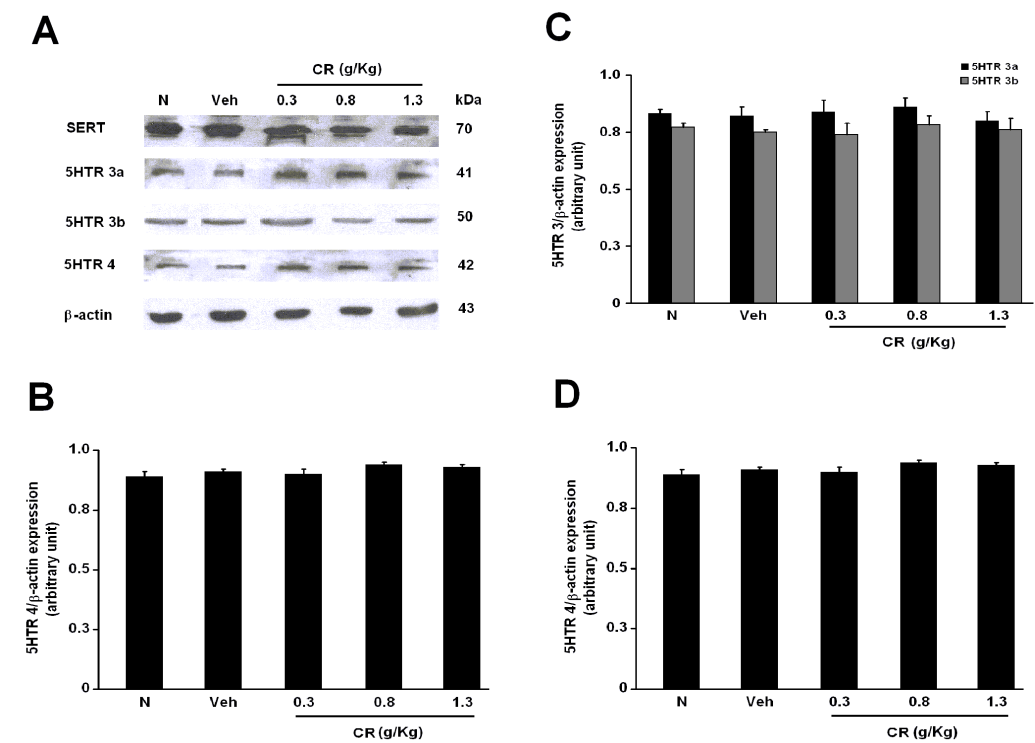 A
CR (g/Kg)
N Veh 0.3 0.8 1.3 kDa
SERT 70
5HTR 3a 41
5HTR 3b 50
5HTR 4 42
β-actin 43
B
5HTR 4/β-actin expression
(arbitrary unit)
1.0
0.8
0.5
0.3
0
N Veh 0.3 0.8 1.3
CR (g/Kg)
C
5HTR 3a
5HTR 3b
5HTR 3/β-actin expression
(arbitrary unit)
1.0
0.8
0.5
0.3
0
N Veh 0.3 0.8 1.3
CR (g/Kg)
D
5HTR 4/β-actin expression
(arbitrary unit)
1.0
0.8
0.5
0.3
0
N Veh 0.3 0.8 1.3
CR (g/Kg)